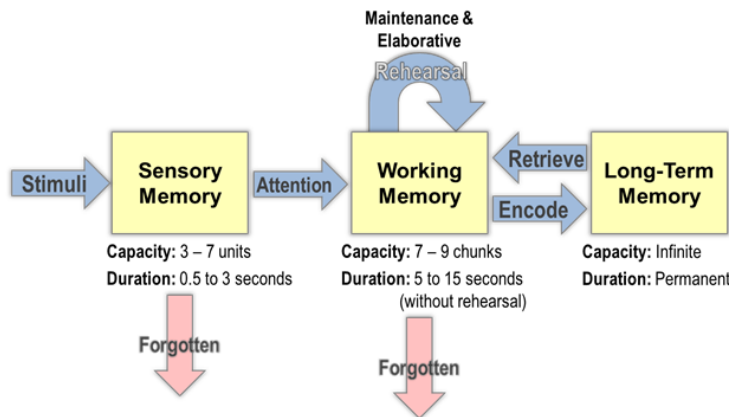 Maintenance &
Elaborative
Rehearsal
Stimuli
Sensory
Memory
Attention
Working
Memory
Retrieve
Encode
Long-Term
Memory
Capacity: 3 – 7 units
Duration: 0.5 to 3 seconds
Capacity: 7 – 9 chunks
Duration: 5 to 15 seconds
(without rehearsal)
Capacity: Infinite
Duration: Permanent
Forgotten
Forgotten